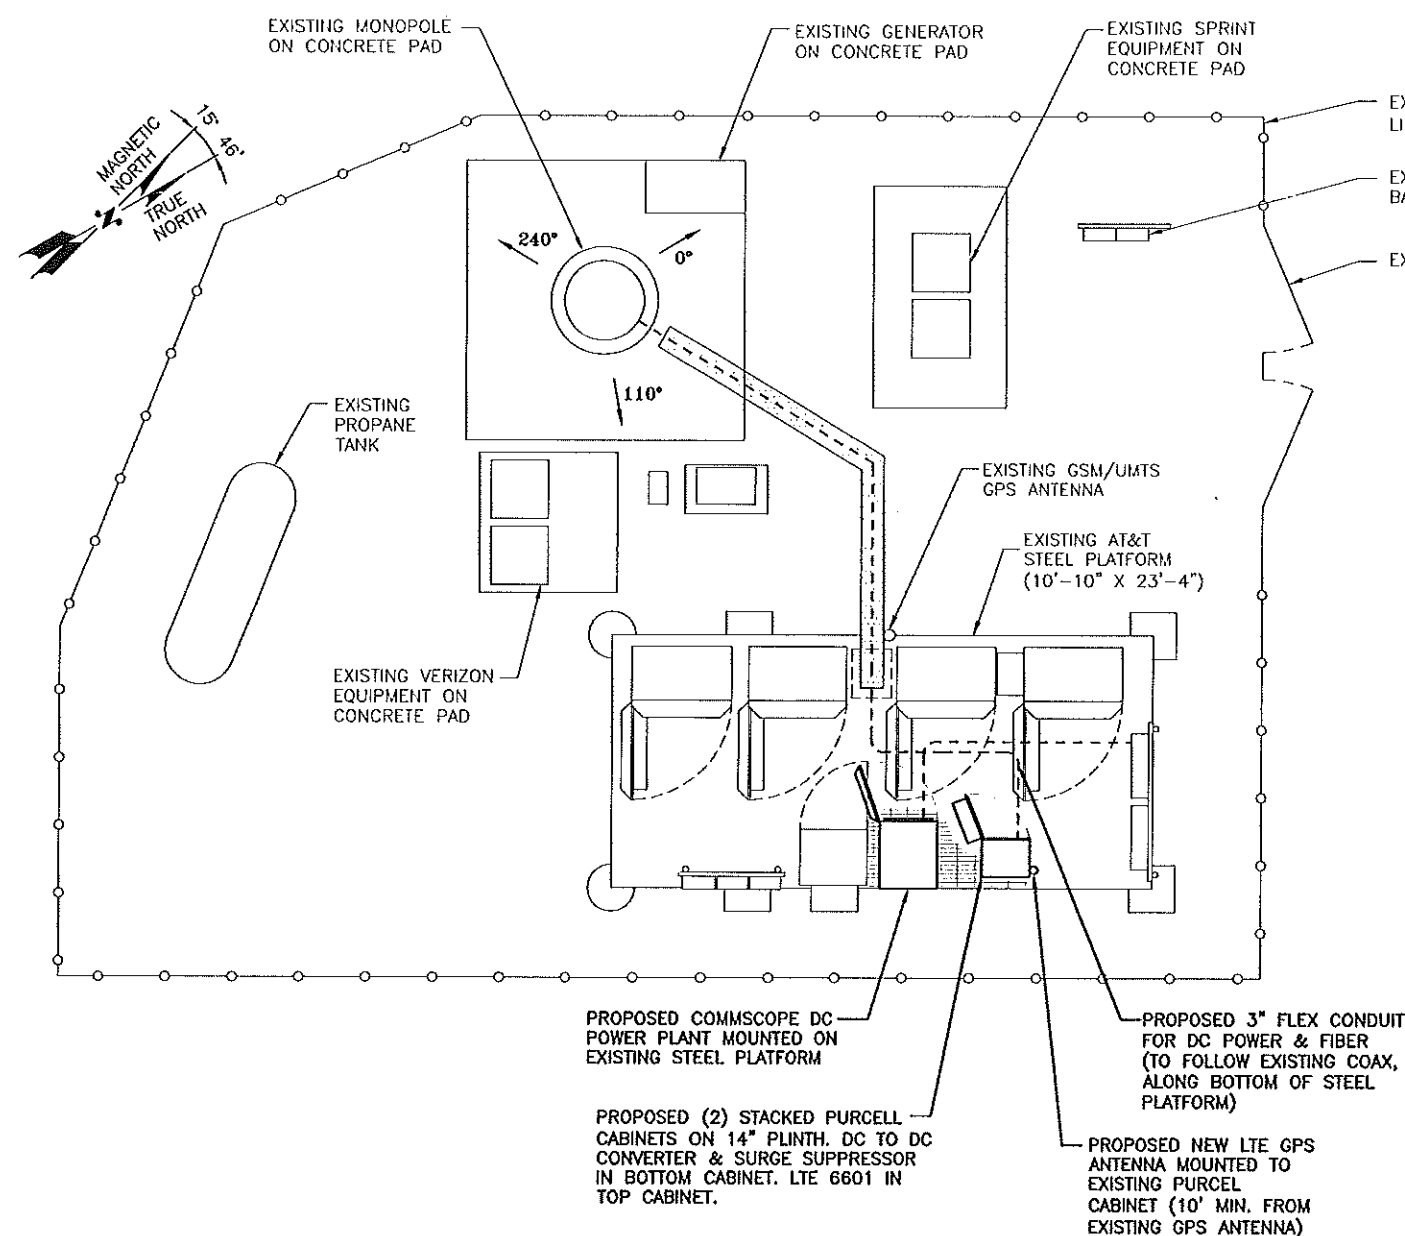 EXISTING MONOPOLE
ON CONCRETE PAD
EXISTING GENERATOR
ON CONCRETE PAD
EXISTING SPRINT
EQUIPMENT ON
CONCRETE PAD
EX
LI
EX
BA
EX
MAGNETIC
NORTH
15'
46'
TRUE
NORTH
N
240°
0°
110°
EXISTING
PROPANE
TANK
EXISTING GSM/UMTS
GPS ANTENNA
EXISTING AT&T
STEEL PLATFORM
(10'-10" X 23'-4")
EXISTING VERIZON
EQUIPMENT ON
CONCRETE PAD
PROPOSED COMMSCOPE DC
POWER PLANT MOUNTED ON
EXISTING STEEL PLATFORM
PROPOSED 3" FLEX CONDUIT
FOR DC POWER & FIBER
(TO FOLLOW EXISTING COAX,
ALONG BOTTOM OF STEEL
PLATFORM)
PROPOSED (2) STACKED PURCELL
CABINETS ON 14" PLINTH. DC TO DC
CONVERTER & SURGE SUPPRESSOR
IN BOTTOM CABINET. LTE 6601 IN
TOP CABINET.
PROPOSED NEW LTE GPS
ANTENNA MOUNTED TO
EXISTING PURCEL
CABINET (10' MIN. FROM
EXISTING GPS ANTENNA)